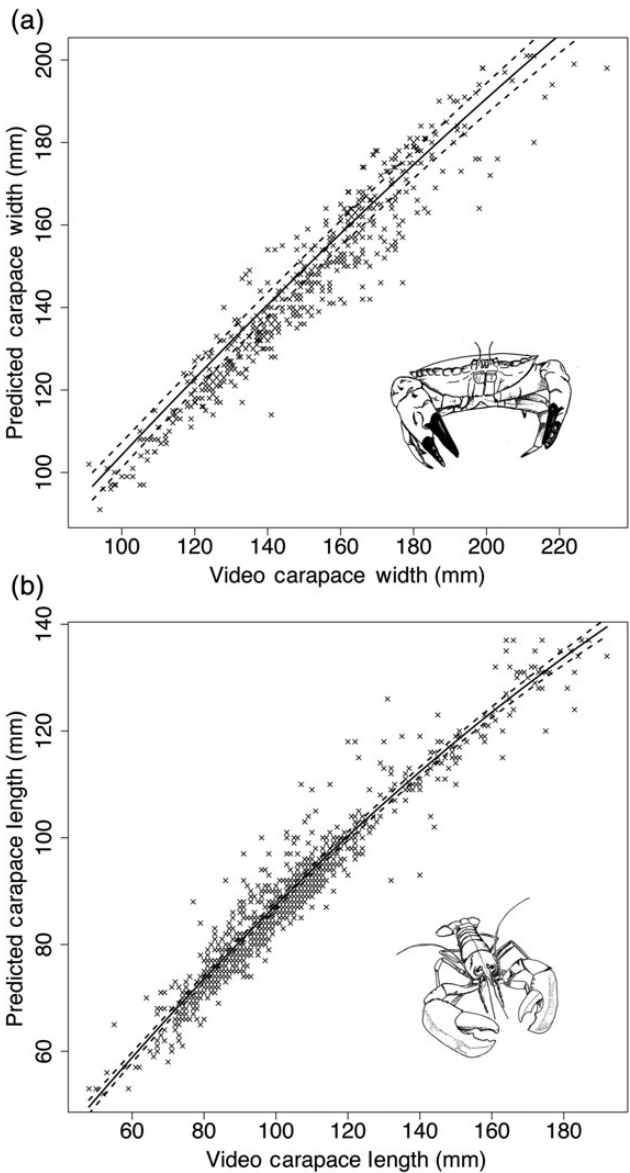 (a)
200
180
160
140
120
100
Predicted carapace width (mm)
100 120 140 160 180 200 220
Video carapace width (mm)
(b)
140
120
100
80
60
Predicted carapace length (mm)
60 80 100 120 140 160 180
Video carapace length (mm)